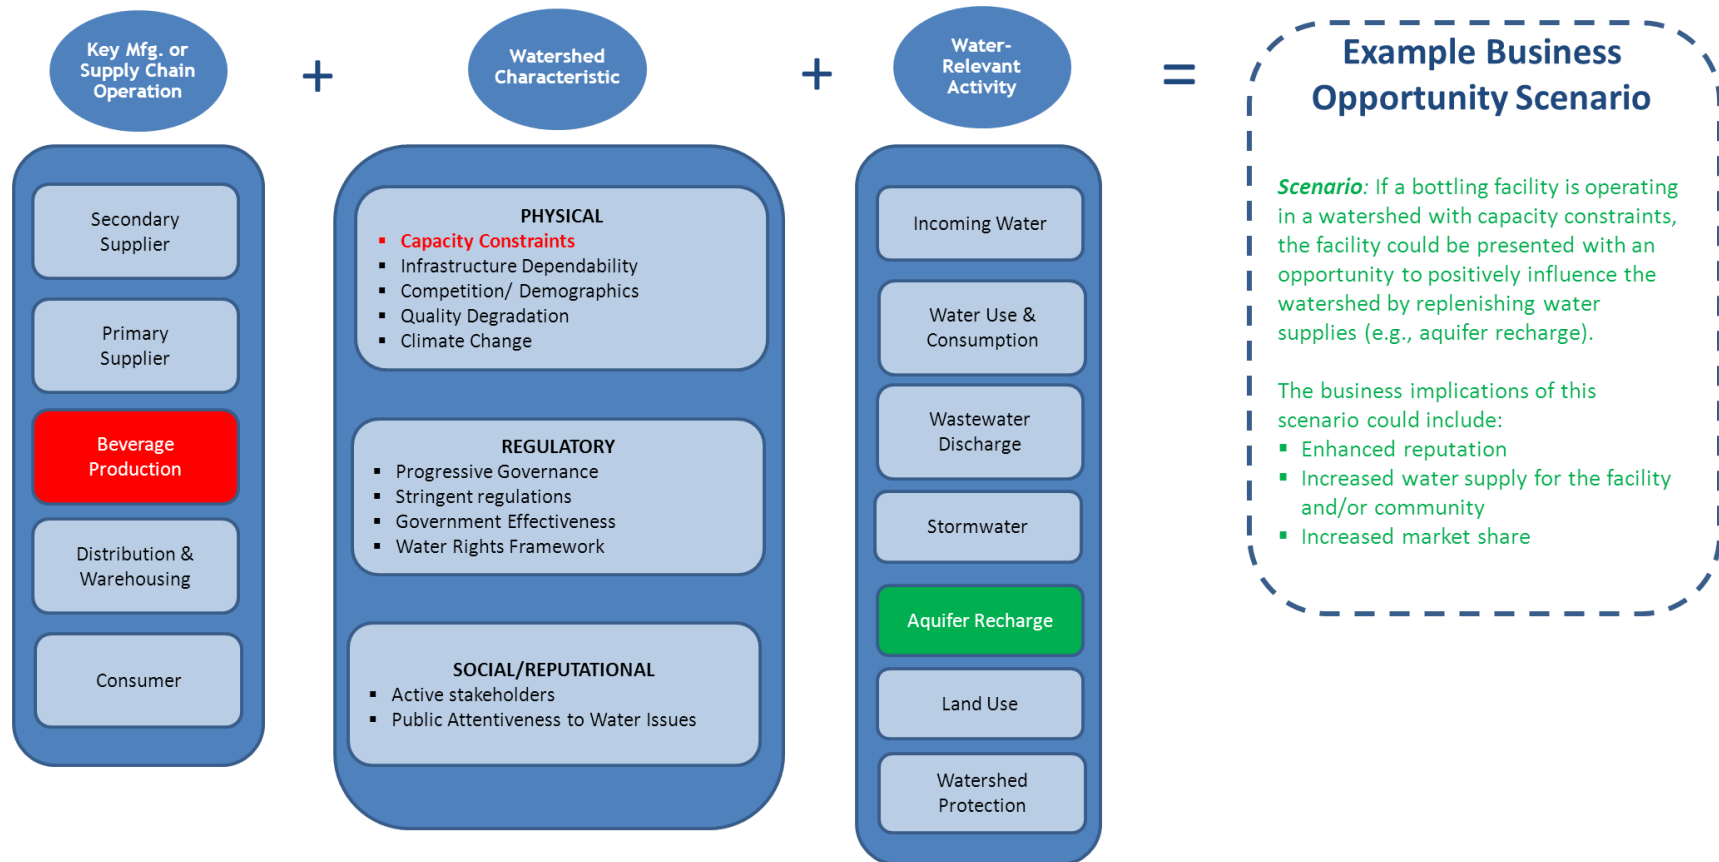 Key Mfg. or
Supply Chain
Operation
+
Watershed
Characteristic
+
Water-
Relevant
Activity
=
Example Business
Opportunity Scenario
Secondary
Supplier
Primary
Supplier
Beverage
Production
Distribution &
Warehousing
Consumer
PHYSICAL
▪ Capacity Constraints
▪ Infrastructure Dependability
▪ Competition/ Demographics
▪ Quality Degradation
▪ Climate Change
REGULATORY
▪ Progressive Governance
▪ Stringent regulations
▪ Government Effectiveness
▪ Water Rights Framework
SOCIAL/REPUTATIONAL
▪ Active stakeholders
▪ Public Attentiveness to Water Issues
Incoming Water
Water Use &
Consumption
Wastewater
Discharge
Stormwater
Aquifer Recharge
Land Use
Watershed
Protection
Scenario: If a bottling facility is operating
in a watershed with capacity constraints,
the facility could be presented with an
opportunity to positively influence the
watershed by replenishing water
supplies (e.g., aquifer recharge).
The business implications of this
scenario could include:
▪ Enhanced reputation
▪ Increased water supply for the facility
and/or community
▪ Increased market share